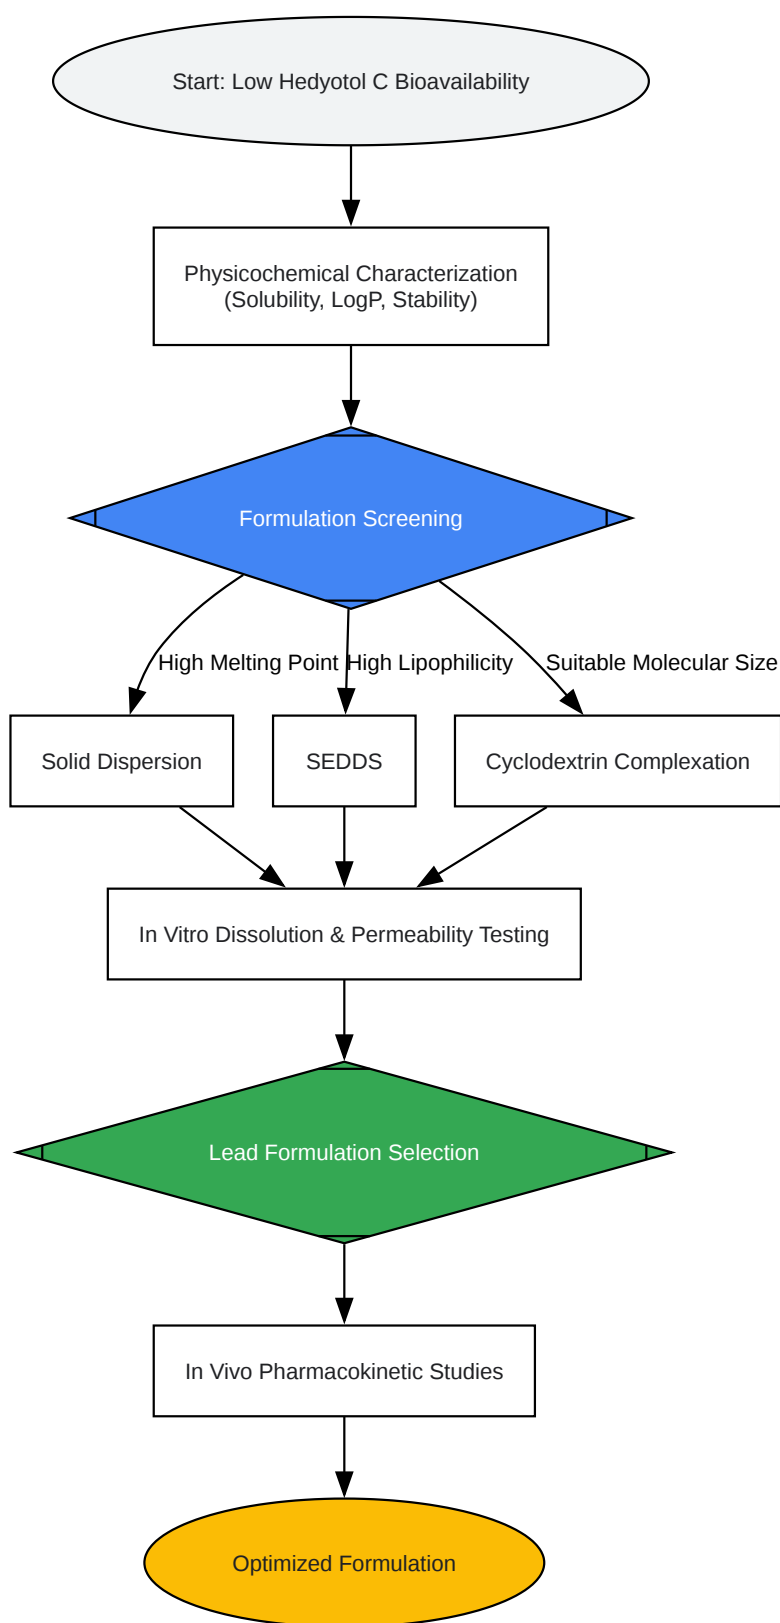 Start: Low Hedyotol C Bioavailability
Physicochemical Characterization
(Solubility, LogP, Stability)
Formulation Screening
High Melting Point
High Lipophilicity
Suitable Molecular Size
Solid Dispersion
SEDDS
Cyclodextrin Complexation
In Vitro Dissolution & Permeability Testing
Lead Formulation Selection
In Vivo Pharmacokinetic Studies
Optimized Formulation